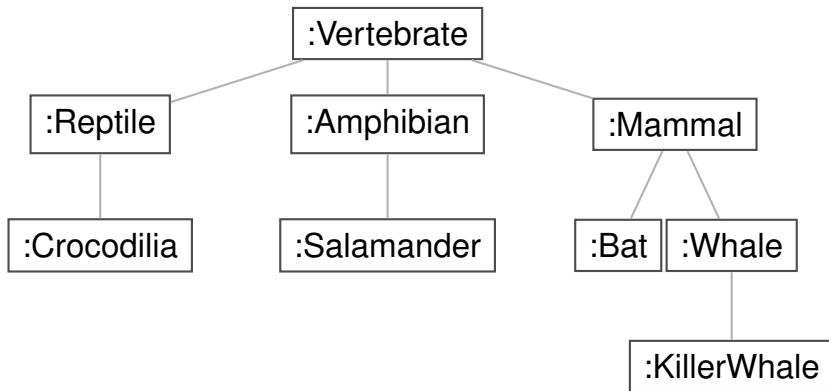 :Vertebrate
:Reptile
:Amphibian
:Mammal
:Crocodilia
:Salamander
:Bat
:Whale
:KillerWhale